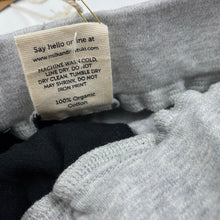 Say hello online at
MACHINE WASH COLD,
LINE DRY, DO NOT
DRY CLEAN, TUMBLE DRY
MAY SHRINK, DO NOT
IRON PRINT
100% Organic
Cotton